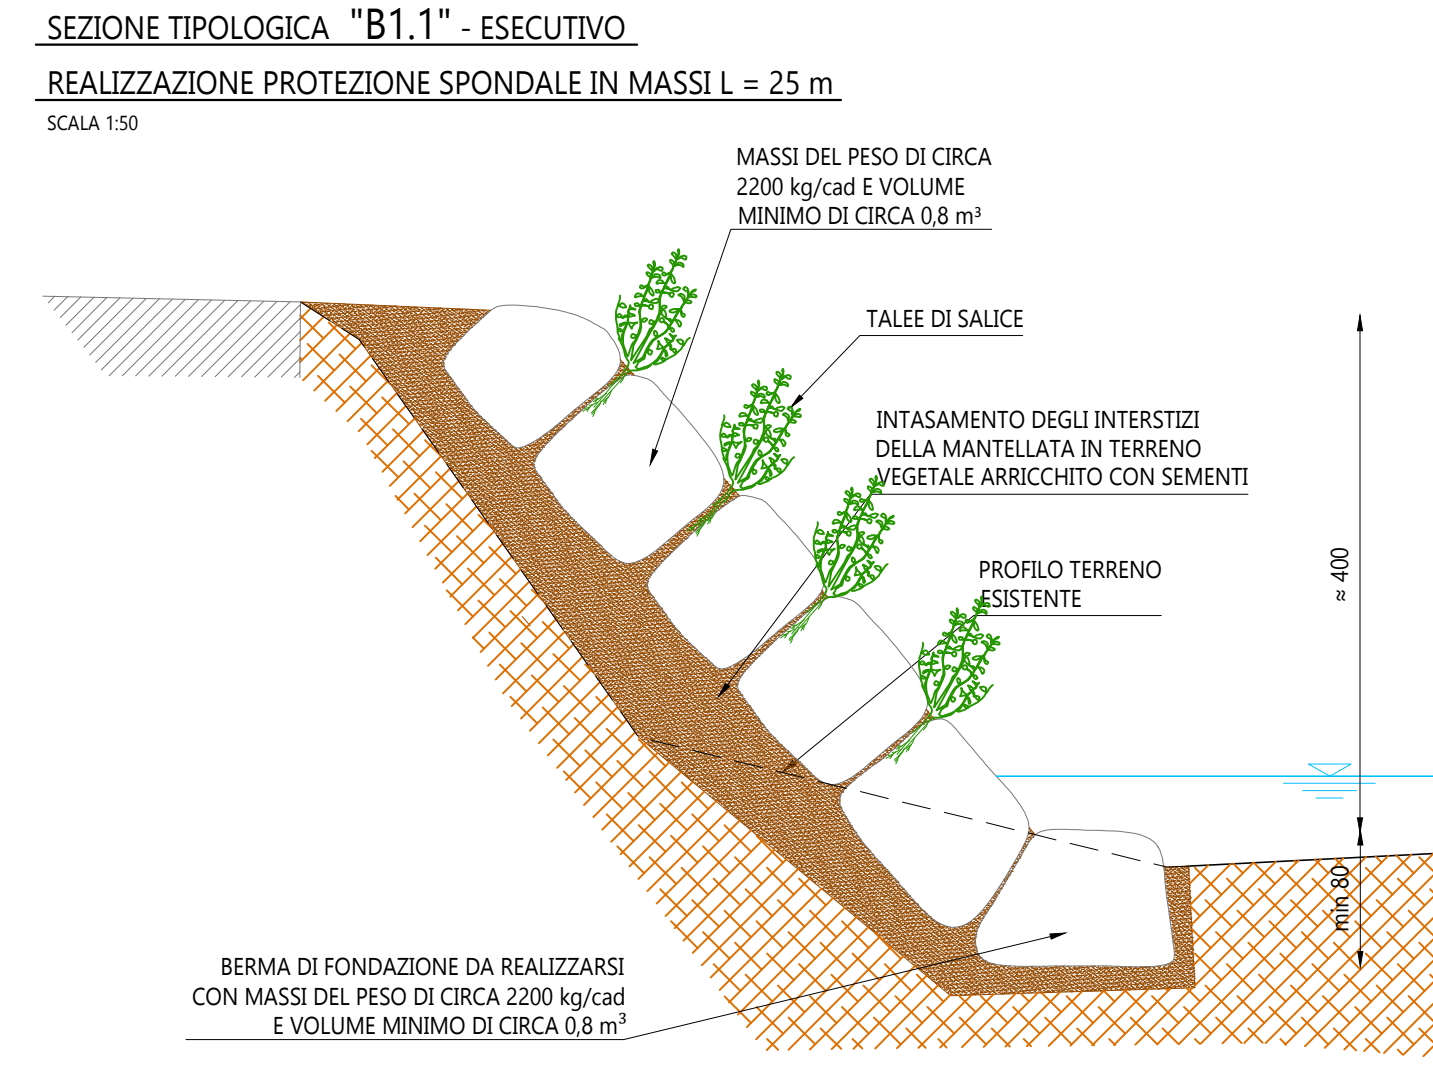 SEZIONE TIPOLOGICA "B1.1" - ESECUTIVO
REALIZZAZIONE PROTEZIONE SPONDALE IN MASSI L = 25 m
SCALA 1:50
MASSI DEL PESO DI CIRCA
2200 kg/cad E VOLUME
MINIMO DI CIRCA 0,8 m³
TALEE DI SALICE
INTASAMENTO DEGLI INTERSTIZI
DELLA MANTELLATA IN TERRENO
VEGETALE ARRICCHITO CON SEMENTI
PROFILO TERRENO
ESISTENTE
≈ 400
min 80
BERMA DI FONDAZIONE DA REALIZZARSI
CON MASSI DEL PESO DI CIRCA 2200 kg/cad
E VOLUME MINIMO DI CIRCA 0,8 m³